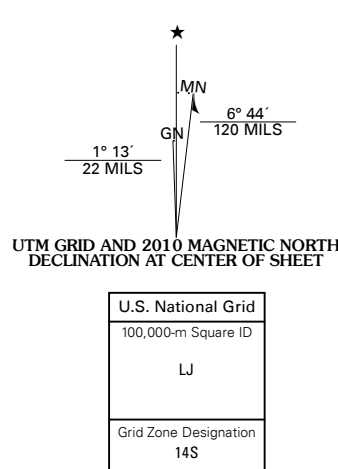 MN
6° 44´
120 MILS
GN
1° 13´
22 MILS
UTM GRID AND 2010 MAGNETIC NORTH
DECLINATION AT CENTER OF SHEET
U.S. National Grid
100,000-m Square ID
LJ
Grid Zone Designation
14S